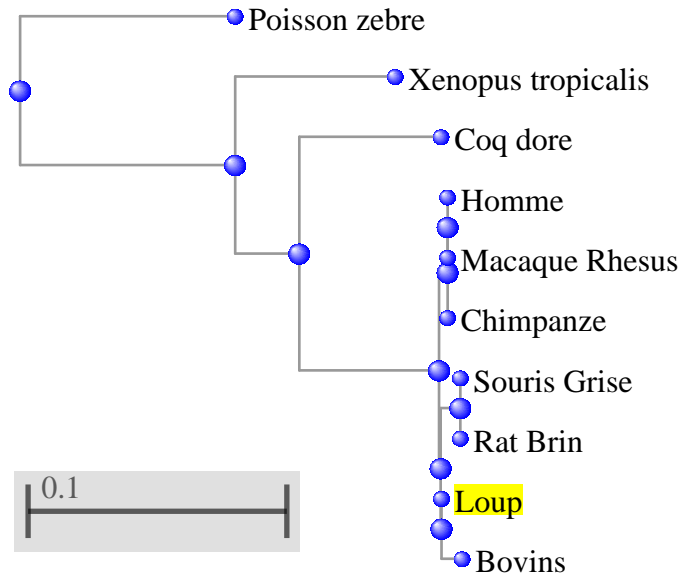 Poisson zebre
Xenopus tropicalis
Coq dore
Homme
Macaque Rhesus
Chimpanze
Souris Grise
Rat Brin
0.1
Loup
Bovins